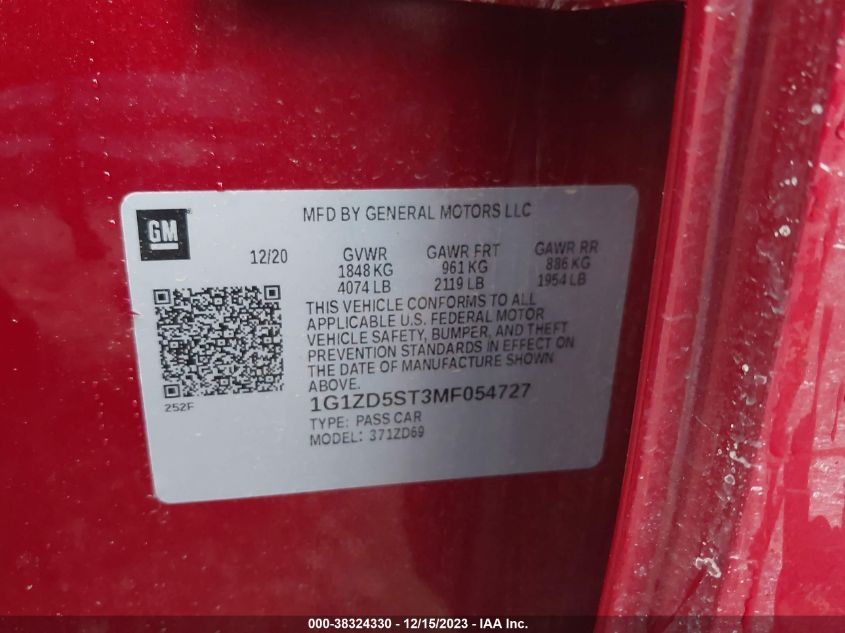 GM
MFD BY GENERAL MOTORS LLC
12/20 GVWR GAWR FRT GAWR RR
1848 KG 961 KG 886 KG
4074 LB 2119 LB 1954 LB
THIS VEHICLE CONFORMS TO ALL
APPLICABLE U.S. FEDERAL MOTOR
VEHICLE SAFETY, BUMPER, AND THEFT
PREVENTION STANDARDS IN EFFECT ON
THE DATE OF MANUFACTURE SHOWN
ABOVE.
252F
1G1ZD5ST3MF054727
TYPE: PASS CAR
MODEL: 371ZD69
000-38324330 - 12/15/2023 - IAA Inc.